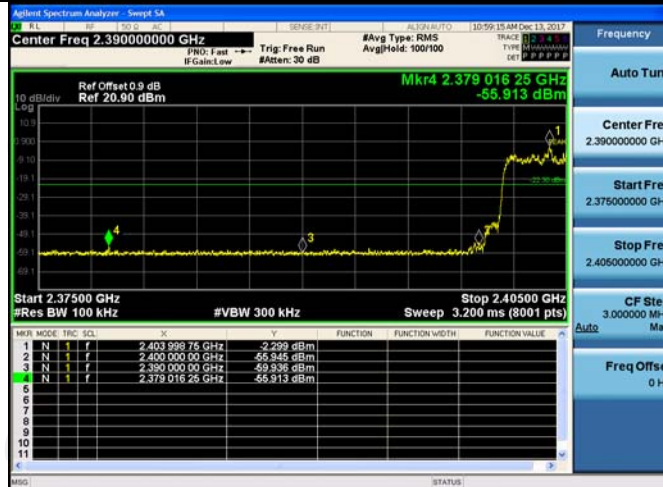 Agilent Spectrum Analyzer - Swept SA
RL RF 50 Ω AC SENSE:INT ALIGN AUTO 10:59:15 AM Dec 13, 2017
Center Freq 2.390000000 GHz
PNO: Fast
IFGain:Low
Trig: Free Run
#Atten: 30 dB
#Avg Type: RMS
Avg|Hold: 100/100
TRACE 1 2 3 4 5 6
TYPE M
DET P P P P P P
Ref Offset 0.9 dB
10 dB/div Ref 20.90 dBm
Log
Mkr4 2.379 016 25 GHz
-55.913 dBm
10.9
0.900
-9.10
-19.1
-29.1
-39.1
-49.1
-59.1
-69.1
1
4
3
Start 2.37500 GHz
#Res BW 100 kHz
#VBW 300 kHz
Stop 2.40500 GHz
Sweep 3.200 ms (8001 pts)
MKR MODE TRC SCL X Y FUNCTION FUNCTION WIDTH FUNCTION VALUE
1 N 1 f 2.403 998 75 GHz -2.299 dBm
2 N 1 f 2.400 000 00 GHz -55.945 dBm
3 N 1 f 2.390 000 00 GHz -59.936 dBm
4 N 1 f 2.379 016 25 GHz -55.913 dBm
5
6
7
8
9
10
11
MSG STATUS
Frequency
Auto Tun
Center Fre
2.390000000 GH
Start Fre
2.375000000 GH
Stop Fre
2.405000000 GH
CF Ste
3.000000 MH
Auto Ma
Freq Offse
0 H